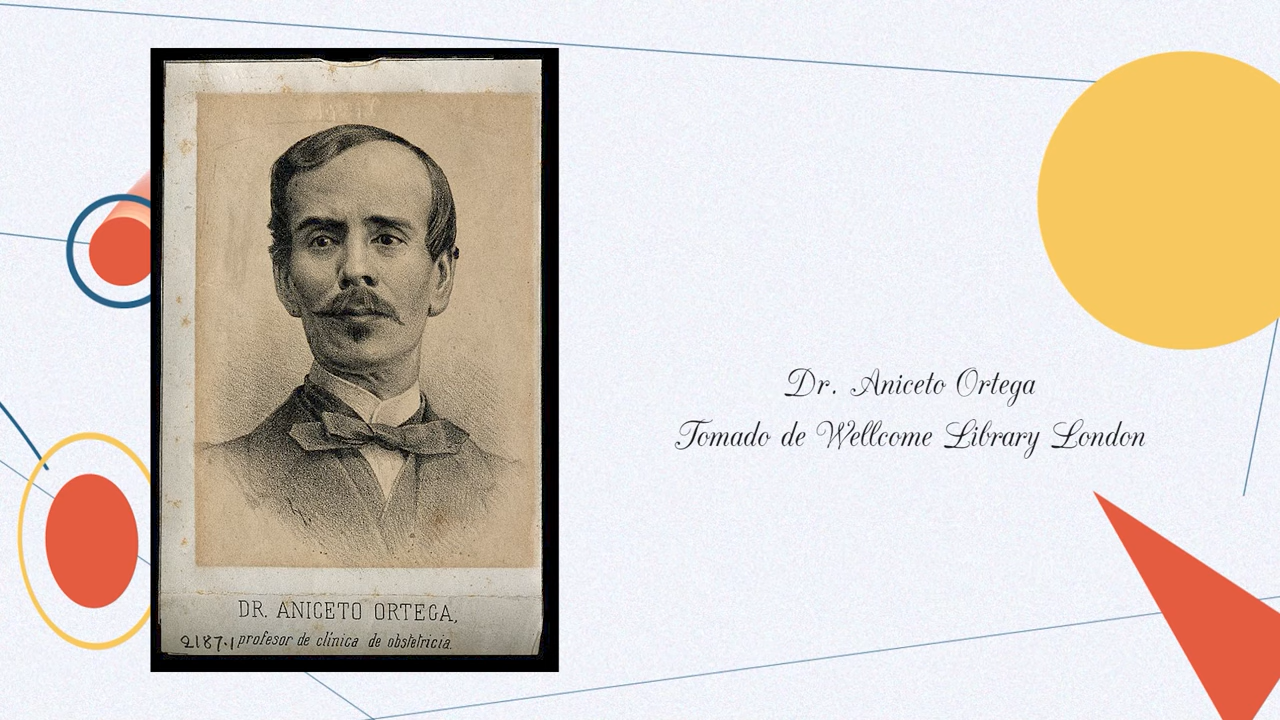 DR. ANICETO ORTEGA,
2187.1 profesor de clínica de obstetricia.
Dr. Aniceto Ortega
Tomado de Wellcome Library London